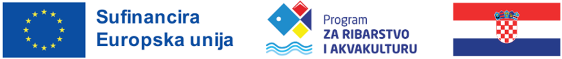 Sufinancira
Europska unija
Program
ZA RIBARSTVO
I AKVAKULTURU